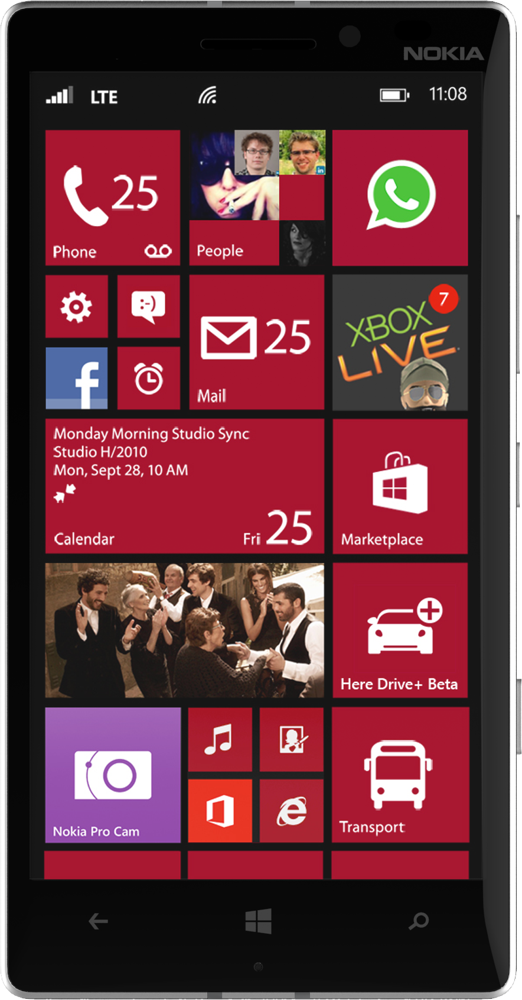 NOKIA
LTE
11:08
25
Phone
People
25
Mail
7
XBOX
LIVE
Monday Morning Studio Sync
Studio H/2010
Mon, Sept 28, 10 AM
Calendar
Fri 25
Marketplace
Here Drive+ Beta
Nokia Pro Cam
Transport